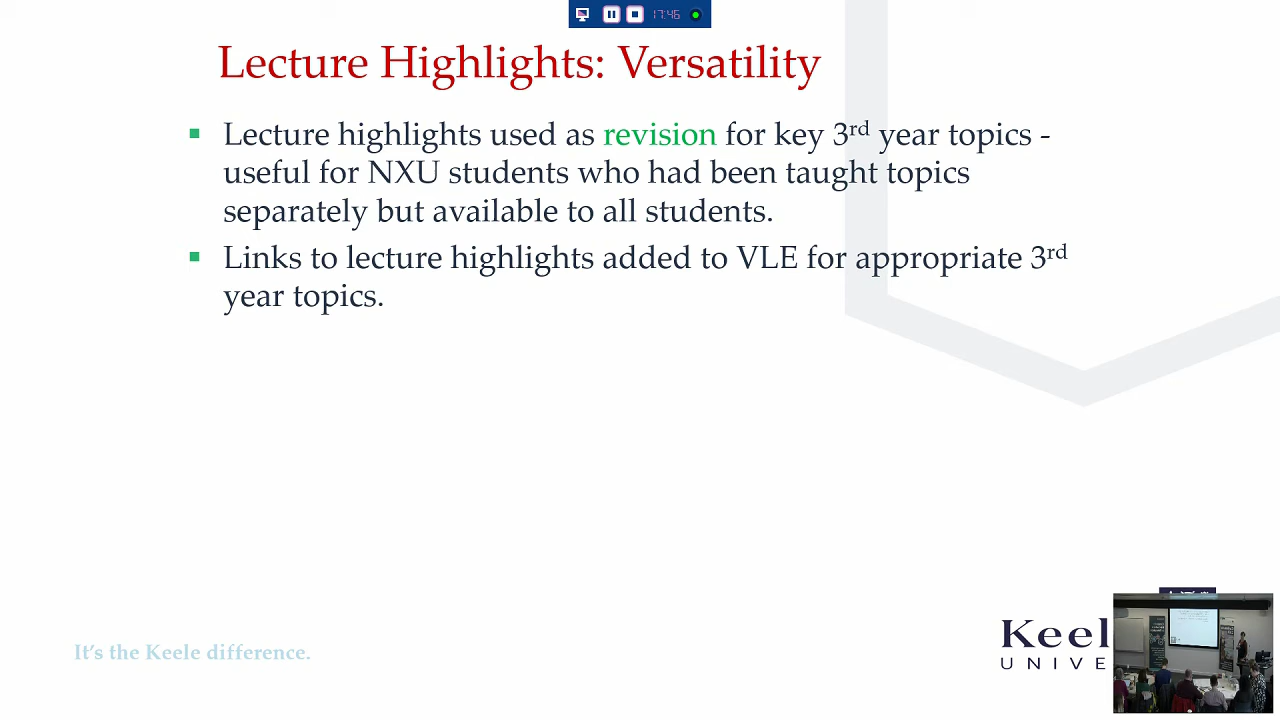 17:46
Lecture Highlights: Versatility
Lecture highlights used as revision for key 3rd year topics -
useful for NXU students who had been taught topics
separately but available to all students.
Links to lecture highlights added to VLE for appropriate 3rd
year topics.
It's the Keele difference.
Keel
UNIVE